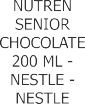 NUTREN
SENIOR
CHOCOLATE
200 ML -
NESTLE -
NESTLE